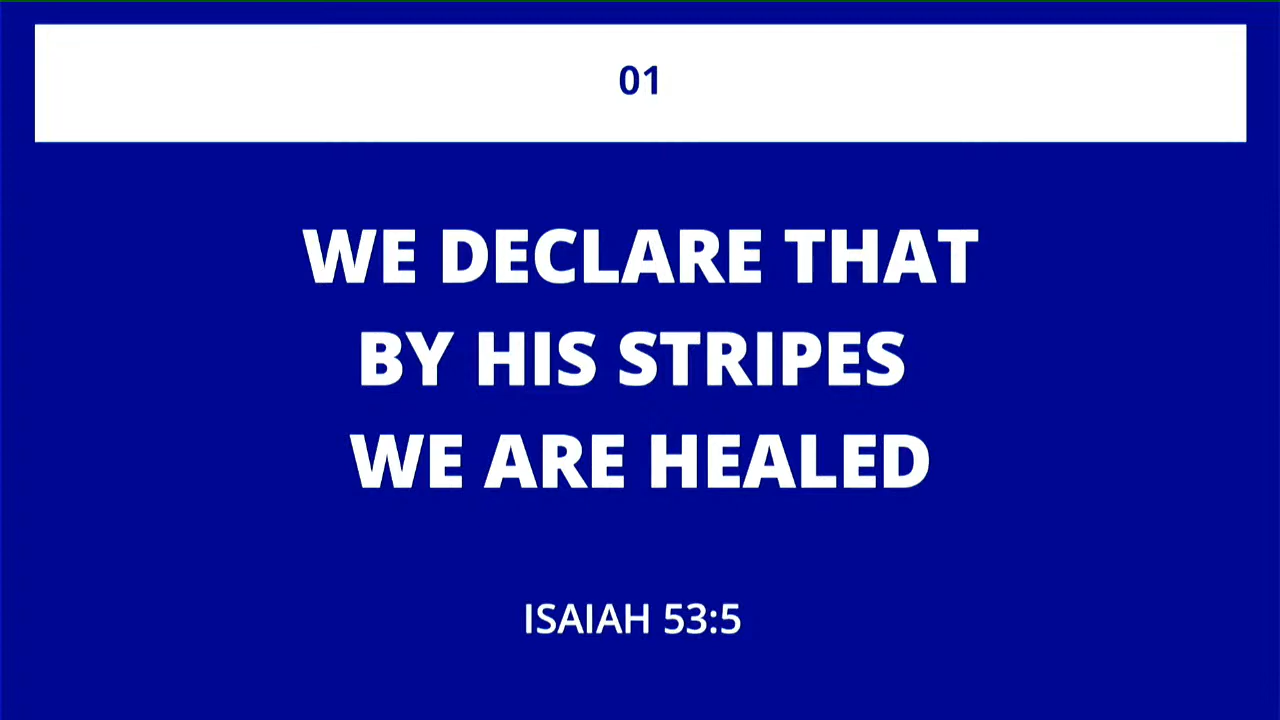 01
WE DECLARE THAT
BY HIS STRIPES
WE ARE HEALED
ISAIAH 53:5